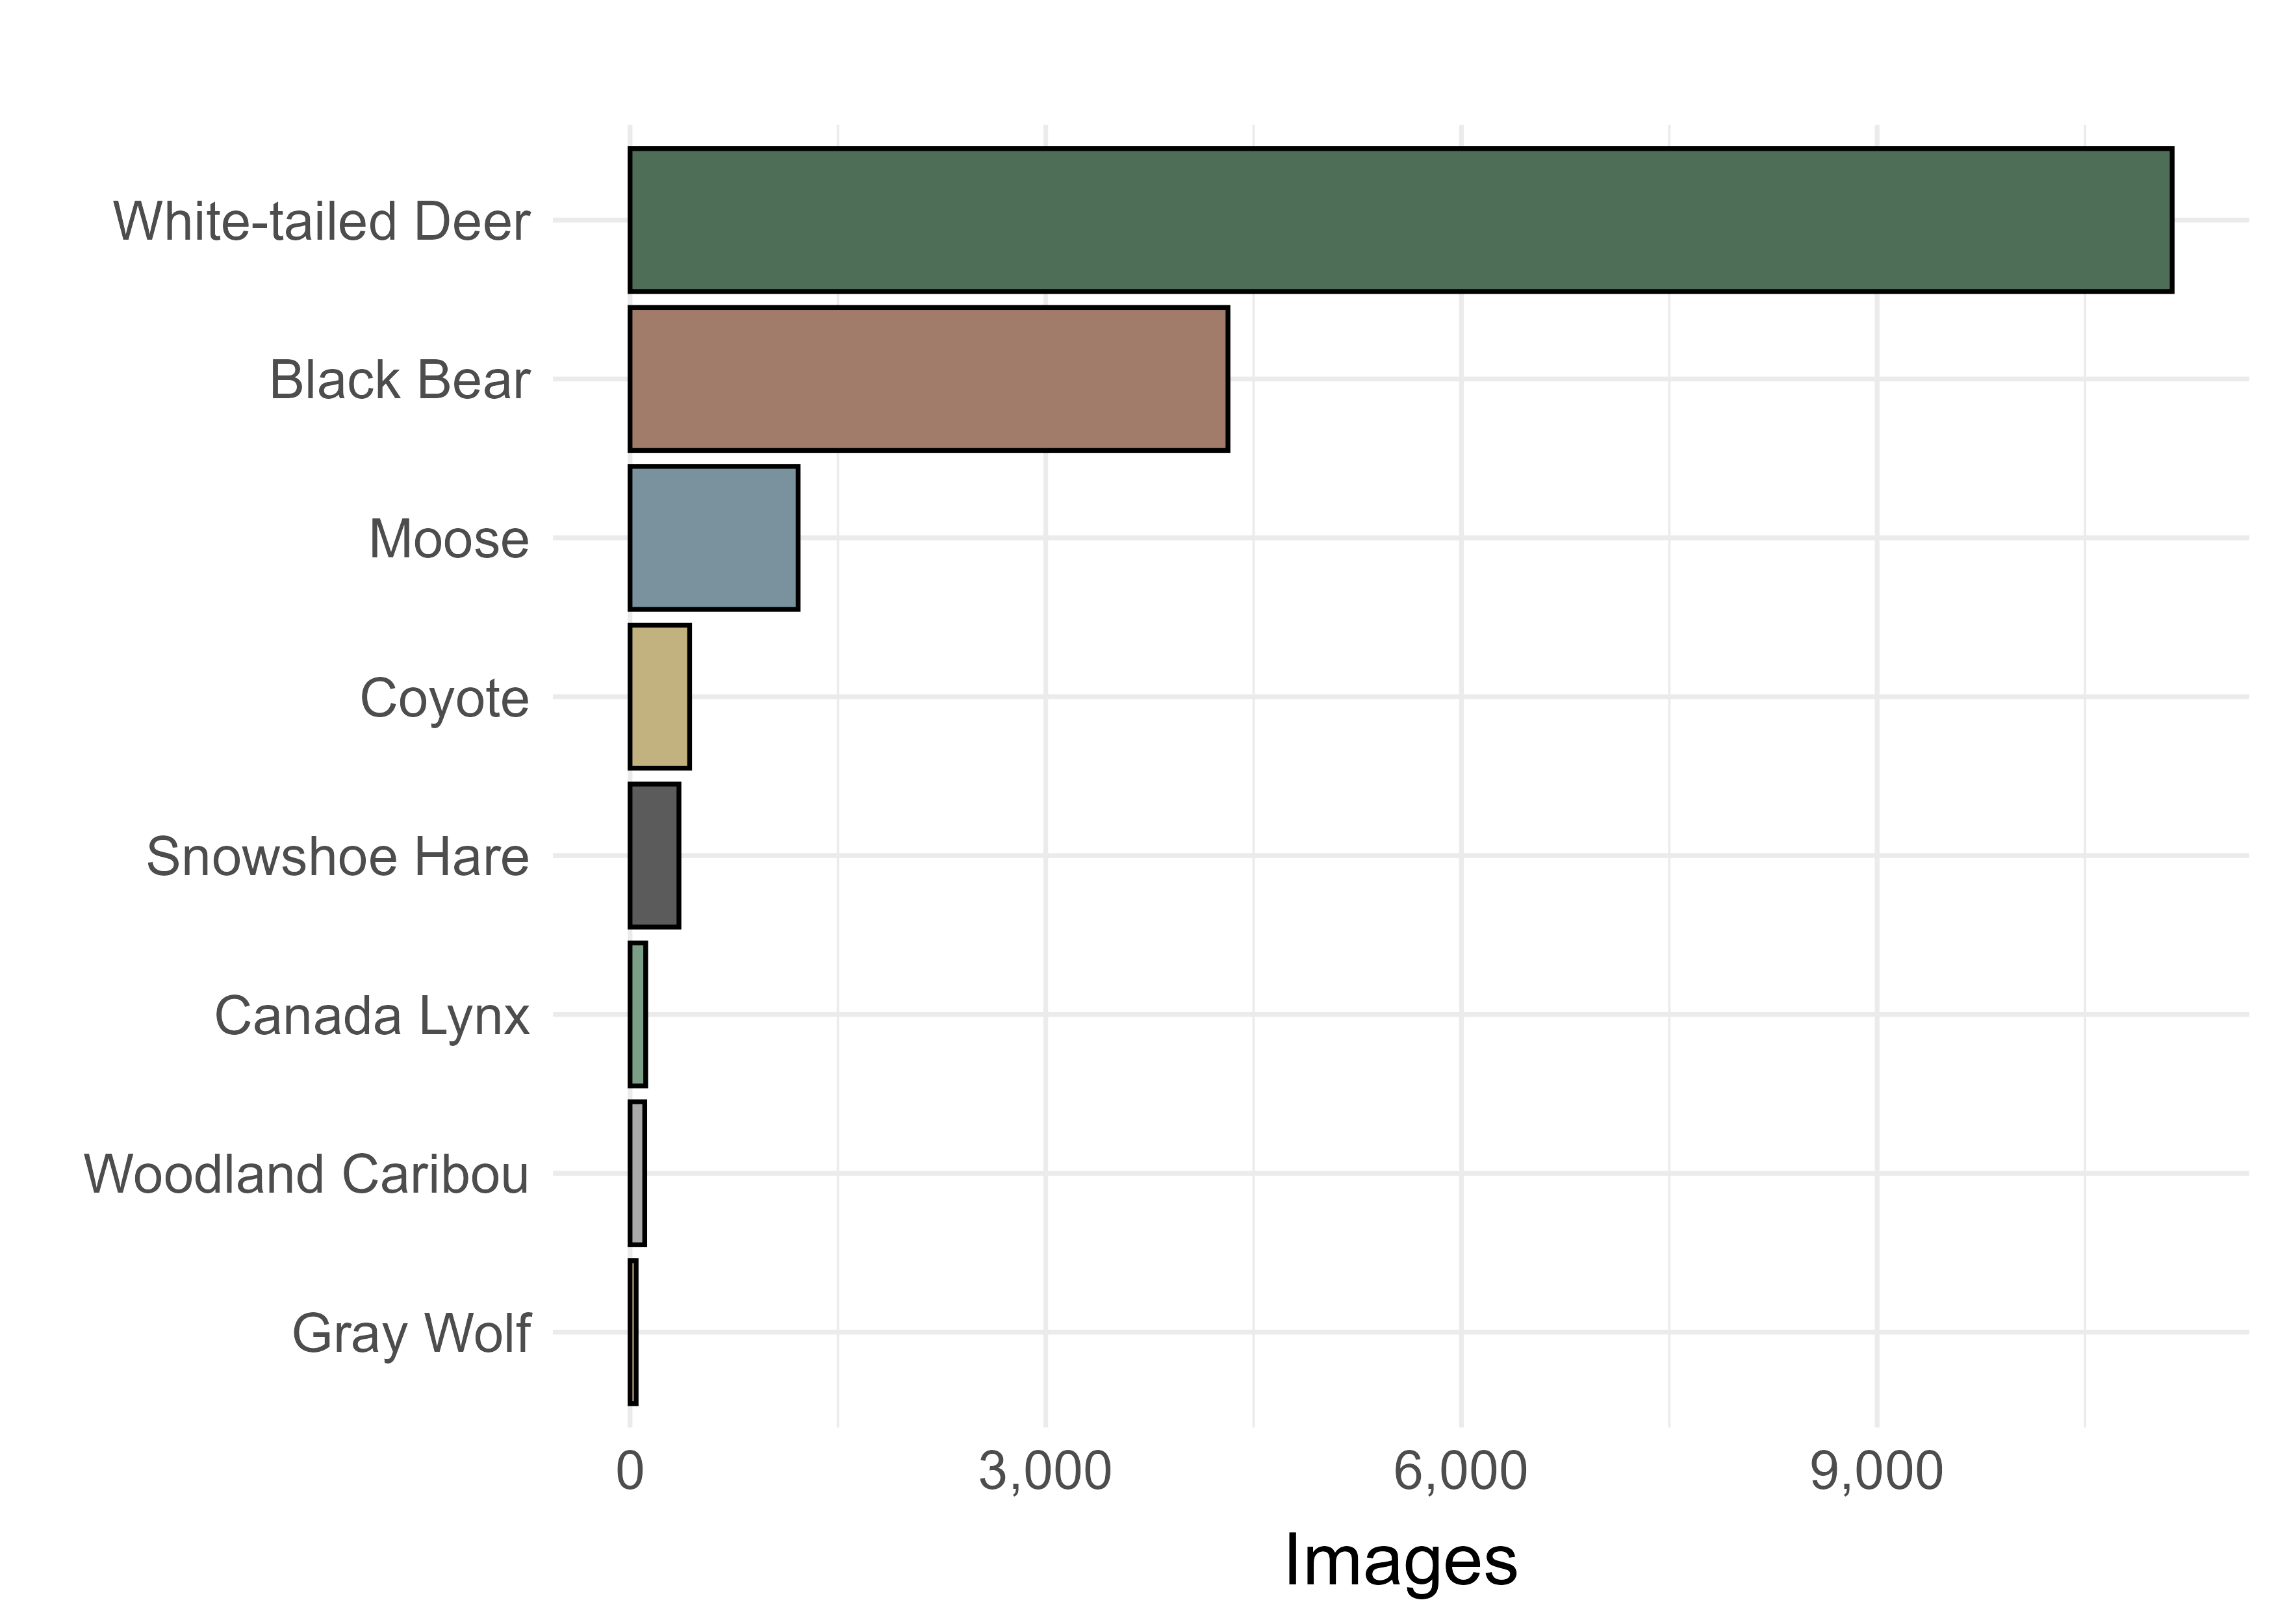 White-tailed Deer
Black Bear
Moose
Coyote
Snowshoe Hare
Canada Lynx
Woodland Caribou
Gray Wolf
0 3,000 6,000 9,000
Images